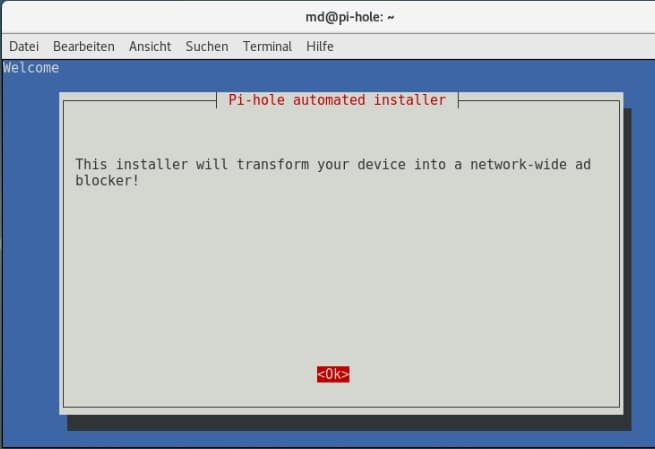 md@pi-hole: ~
Datei Bearbeiten Ansicht Suchen Terminal Hilfe
Welcome
Pi-hole automated installer
This installer will transform your device into a network-wide ad
blocker!
<Ok>